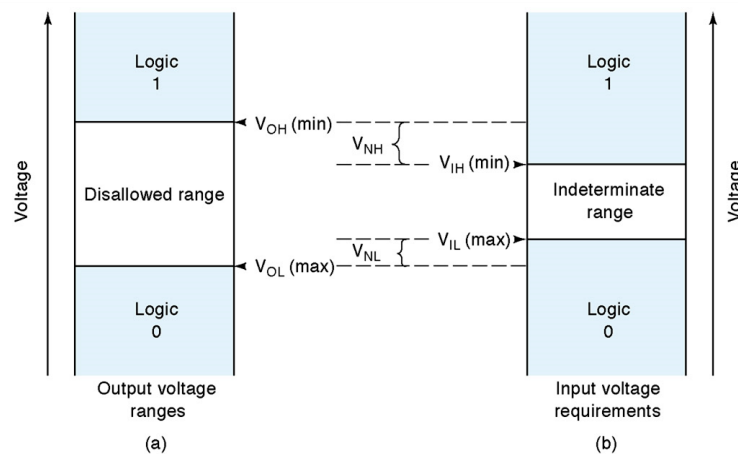 Logic
1
Disallowed range
Logic
0
Voltage
Output voltage
ranges
(a)
V_OH (min)
V_NH
V_IH (min)
V_IL (max)
V_NL
V_OL (max)
Logic
1
Indeterminate
range
Logic
0
Voltage
Input voltage
requirements
(b)